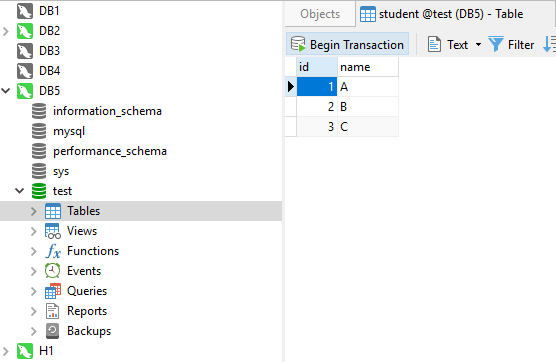 DB1
DB2
DB3
DB4
DB5
information_schema
mysql
performance_schema
sys
test
Tables
Views
fx Functions
Events
Queries
Reports
Backups
H1
Objects student @test (DB5) - Table
Begin Transaction Text Filter
id name
1 A
2 B
3 C